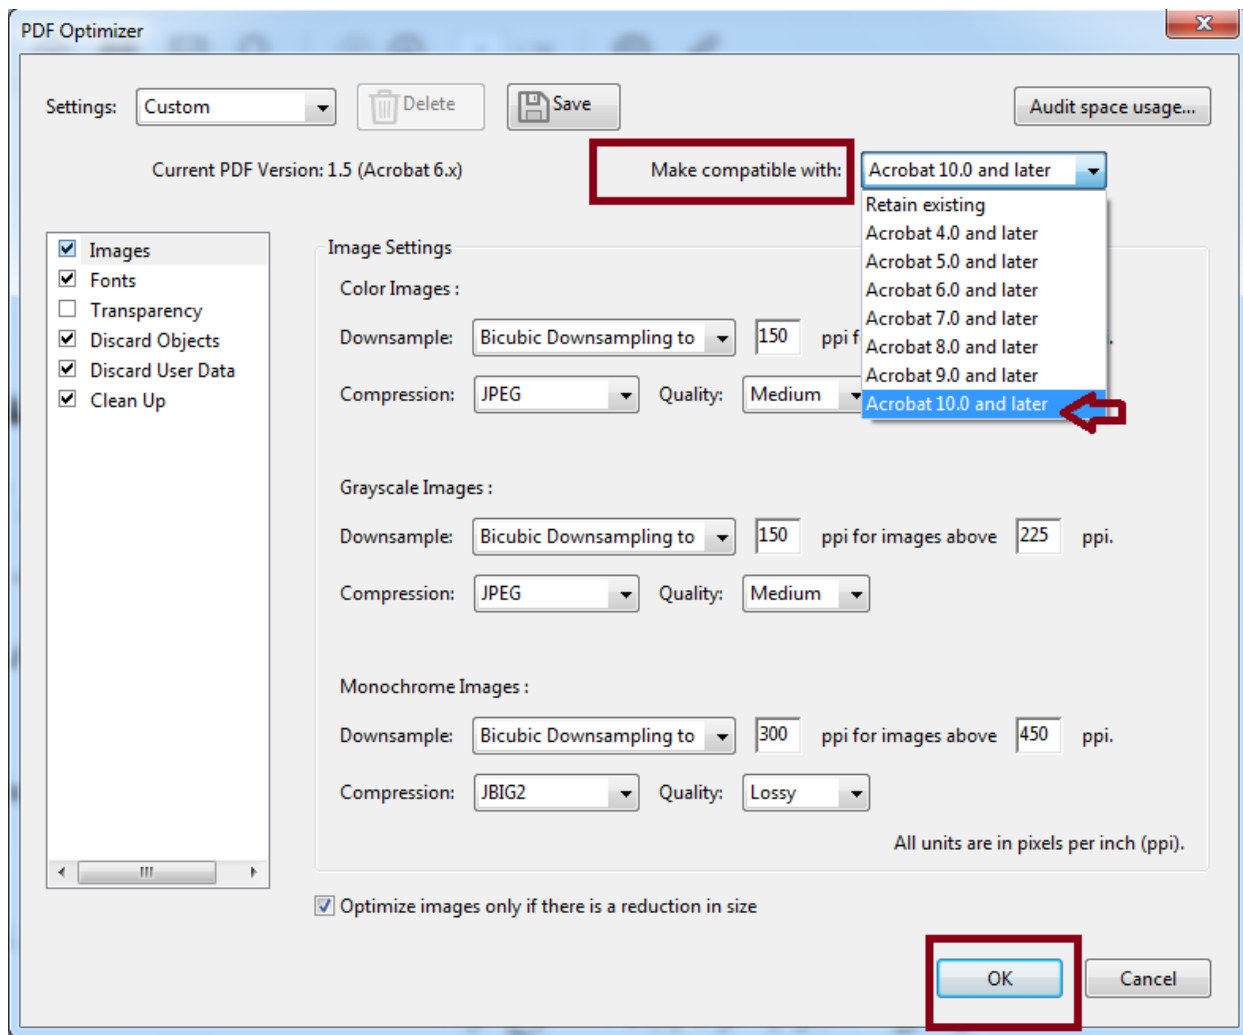 PDF Optimizer
Settings: Custom Delete Save Audit space usage...
Current PDF Version: 1.5 (Acrobat 6.x) Make compatible with: Acrobat 10.0 and later
Retain existing
Acrobat 4.0 and later
Acrobat 5.0 and later
Acrobat 6.0 and later
Acrobat 7.0 and later
Acrobat 8.0 and later
Acrobat 9.0 and later
Acrobat 10.0 and later
Images
Fonts
Transparency
Discard Objects
Discard User Data
Clean Up
Image Settings
Color Images :
Downsample: Bicubic Downsampling to 150 ppi
Compression: JPEG Quality: Medium
Grayscale Images :
Downsample: Bicubic Downsampling to 150 ppi for images above 225 ppi.
Compression: JPEG Quality: Medium
Monochrome Images :
Downsample: Bicubic Downsampling to 300 ppi for images above 450 ppi.
Compression: JBIG2 Quality: Lossy
All units are in pixels per inch (ppi).
Optimize images only if there is a reduction in size
OK Cancel